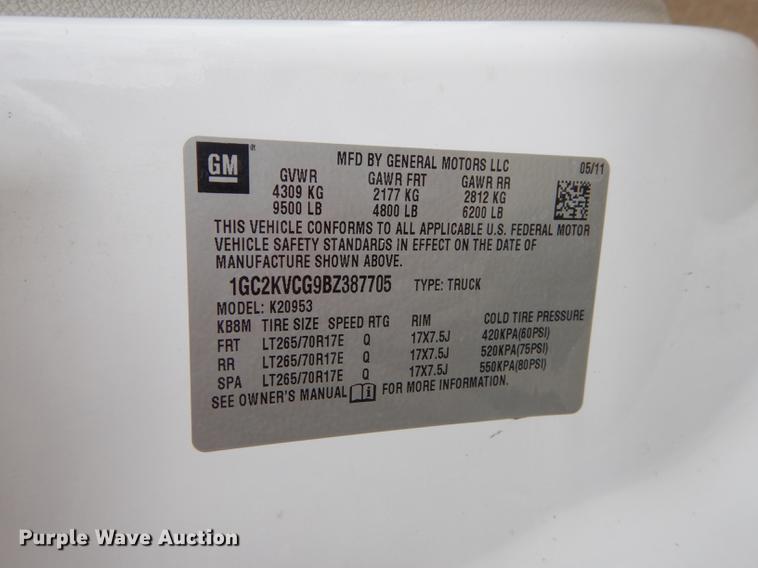 GM
MFD BY GENERAL MOTORS LLC 05/11
GVWR GAWR FRT GAWR RR
4309 KG 2177 KG 2812 KG
9500 LB 4800 LB 6200 LB
THIS VEHICLE CONFORMS TO ALL APPLICABLE U.S. FEDERAL MOTOR
VEHICLE SAFETY STANDARDS IN EFFECT ON THE DATE OF
MANUFACTURE SHOWN ABOVE.
1GC2KVCG9BZ387705 TYPE: TRUCK
MODEL: K20953
KB8M TIRE SIZE SPEED RTG RIM COLD TIRE PRESSURE
FRT LT265/70R17E Q 17X7.5J 420KPA(60PSI)
RR LT265/70R17E Q 17X7.5J 520KPA(75PSI)
SPA LT265/70R17E Q 17X7.5J 550KPA(80PSI)
SEE OWNER'S MANUAL FOR MORE INFORMATION.
Purple Wave Auction